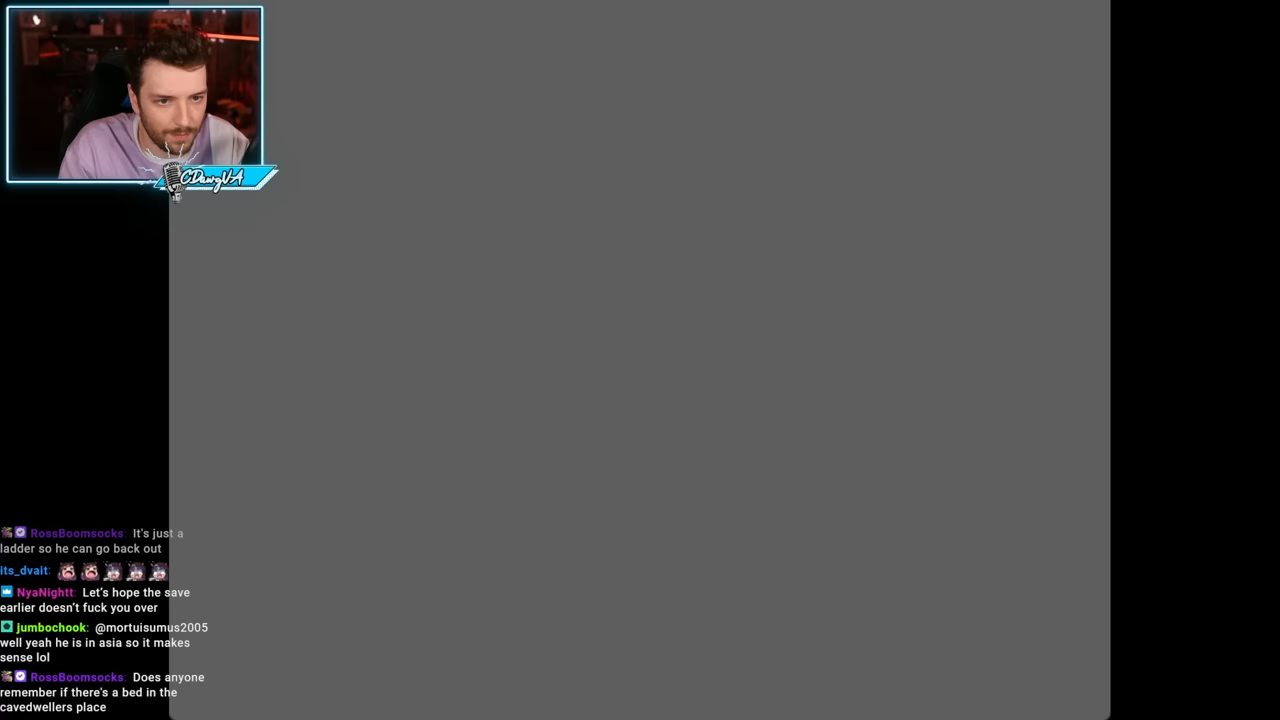 CDawgVA
RossBoomsocks: It's just a
ladder so he can go back out
its_dvait:
NyaNightt: Let's hope the save
earlier doesn't fuck you over
jumbochook: @mortuisumus2005
well yeah he is in asia so it makes
sense lol
RossBoomsocks: Does anyone
remember if there's a bed in the
cavedwellers place